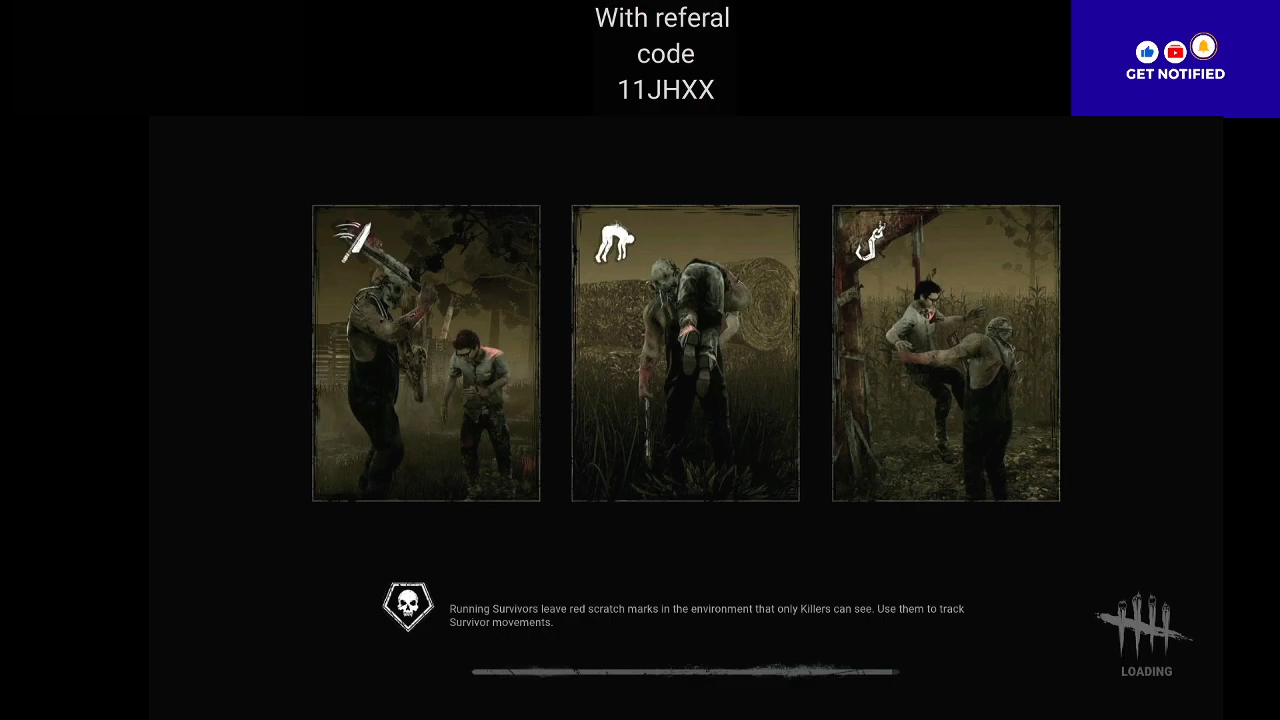 With referal
code
11JHXX
GET NOTIFIED
Running Survivors leave red scratch marks in the environment that only Killers can see. Use them to track
Survivor movements.
LOADING